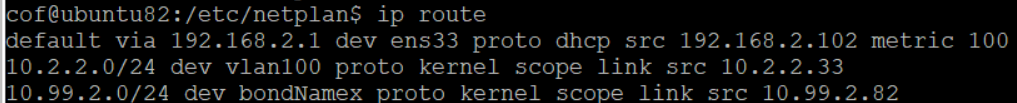 cof@ubuntu82:/etc/netplan$ ip route
default via 192.168.2.1 dev ens33 proto dhcp src 192.168.2.102 metric 100
10.2.2.0/24 dev vlan100 proto kernel scope link src 10.2.2.33
10.99.2.0/24 dev bondNamex proto kernel scope link src 10.99.2.82